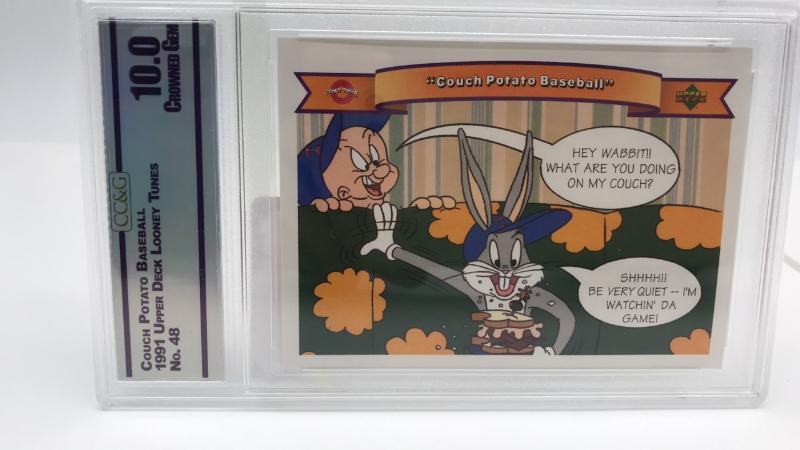 10.0
CROWNED GEM
CC&G
COUCH POTATO BASEBALL
1991 UPPER DECK LOONEY TUNES
NO. 48
LOONEY TUNES
"Couch Potato Baseball"
UPPER DECK
HEY WABBIT!!
WHAT ARE YOU DOING
ON MY COUCH?
SHHHH!!
BE VERY QUIET -- I'M
WATCHIN' DA
GAME!